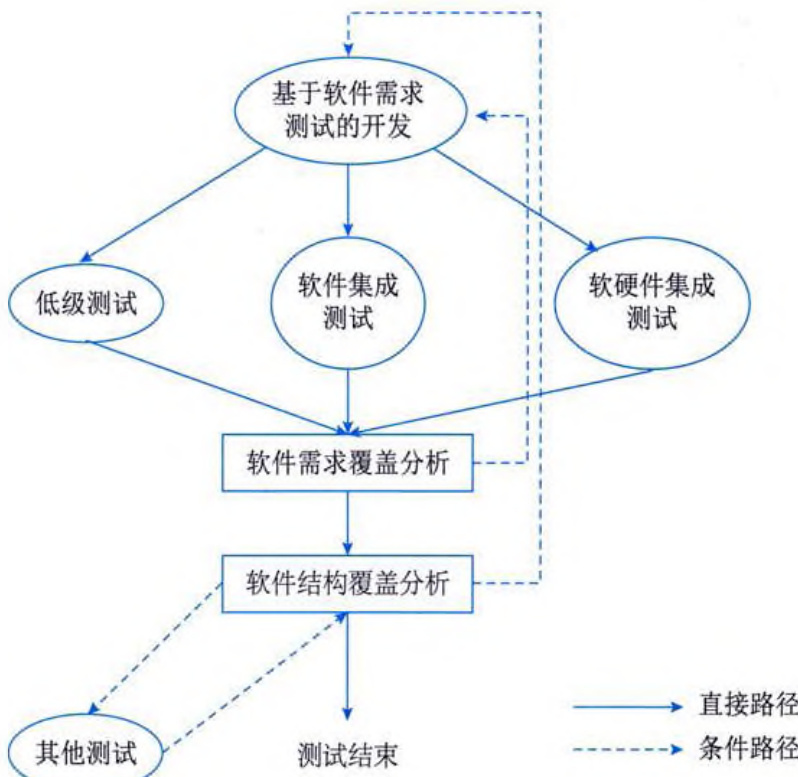 基于软件需求
测试的开发
低级测试
软件集成
测试
软硬件集成
测试
软件需求覆盖分析
软件结构覆盖分析
其他测试
测试结束
直接路径
条件路径